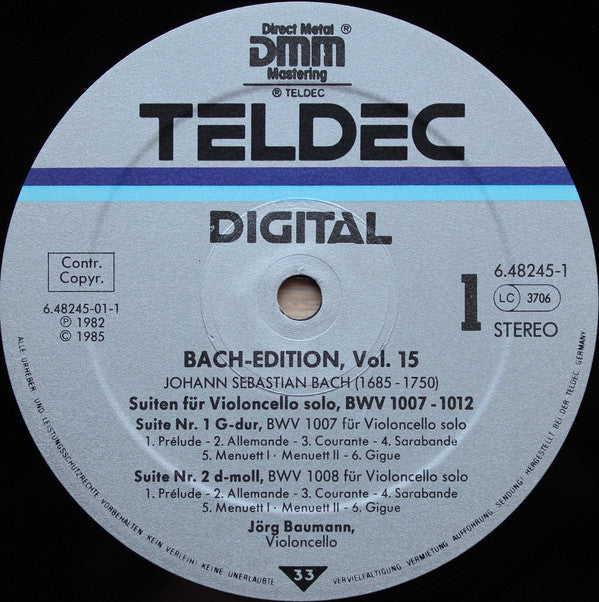 Direct Metal ®
DMM
Mastering
® TELDEC
TELDEC
DIGITAL
Contr.
Copyr.
6.48245-01-1
℗ 1982
© 1985
1
6.48245-1
LC 3706
STEREO
BACH-EDITION, Vol. 15
JOHANN SEBASTIAN BACH (1685-1750)
Suiten für Violoncello solo, BWV 1007-1012
Suite Nr. 1 G-dur, BWV 1007 für Violoncello solo
1. Prélude - 2. Allemande - 3. Courante - 4. Sarabande
5. Menuett I · Menuett II - 6. Gigue
Suite Nr. 2 d-moll, BWV 1008 für Violoncello solo
1. Prélude - 2. Allemande - 3. Courante - 4. Sarabande
5. Menuett I · Menuett II - 6. Gigue
Jörg Baumann,
Violoncello
33
ALLE URHEBER UND LEISTUNGSSCHUTZRECHTE VORBEHALTEN. KEIN VERLEIH! KEINE UNERLAUBTE VERVIELFÄLTIGUNG, VERMIETUNG, AUFFÜHRUNG, SENDUNG! HERGESTELLT BEI DER TELDEC GERMANY